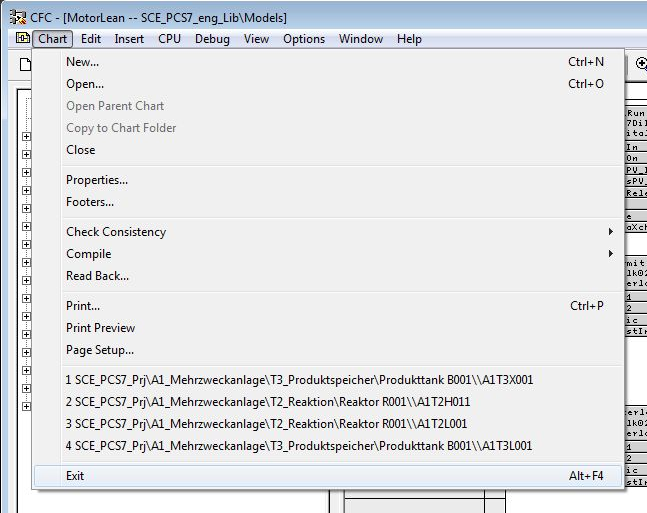 CFC - [MotorLean -- SCE_PCS7_eng_Lib\Models]
Chart Edit Insert CPU Debug View Options Window Help
New... Ctrl+N
Open... Ctrl+O
Open Parent Chart
Copy to Chart Folder
Close
Properties...
Footers...
Check Consistency
Compile
Read Back...
Print... Ctrl+P
Print Preview
Page Setup...
1 SCE_PCS7_Prj\A1_Mehrzweckanlage\T3_Produktspeicher\Produkttank B001\\A1T3X001
2 SCE_PCS7_Prj\A1_Mehrzweckanlage\T2_Reaktion\Reaktor R001\\A1T2H011
3 SCE_PCS7_Prj\A1_Mehrzweckanlage\T2_Reaktion\Reaktor R001\\A1T2L001
4 SCE_PCS7_Prj\A1_Mehrzweckanlage\T3_Produktspeicher\Produkttank B001\\A1T3L001
Exit Alt+F4